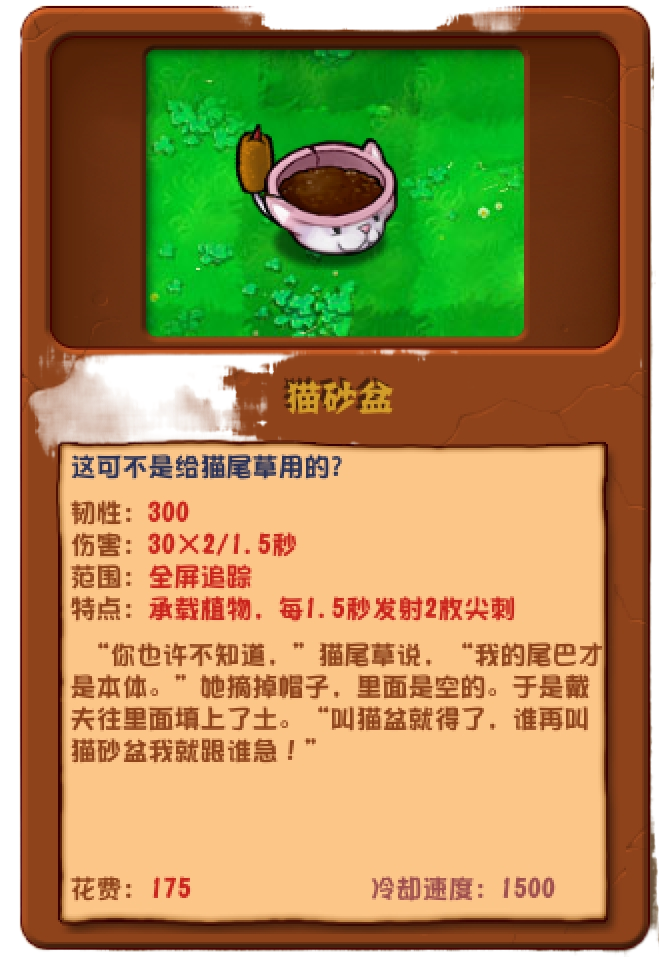 猫砂盆
这可不是给猫尾草用的？
韧性：300
伤害：30×2/1.5秒
范围：全屏追踪
特点：承载植物，每1.5秒发射2枚尖刺
“你也许不知道，”猫尾草说，“我的尾巴才
是本体。”她摘掉帽子，里面是空的。于是戴
夫往里面填上了土。“叫猫盆就得了，谁再叫
猫砂盆我就跟谁急！”
花费：175
冷却速度：1500